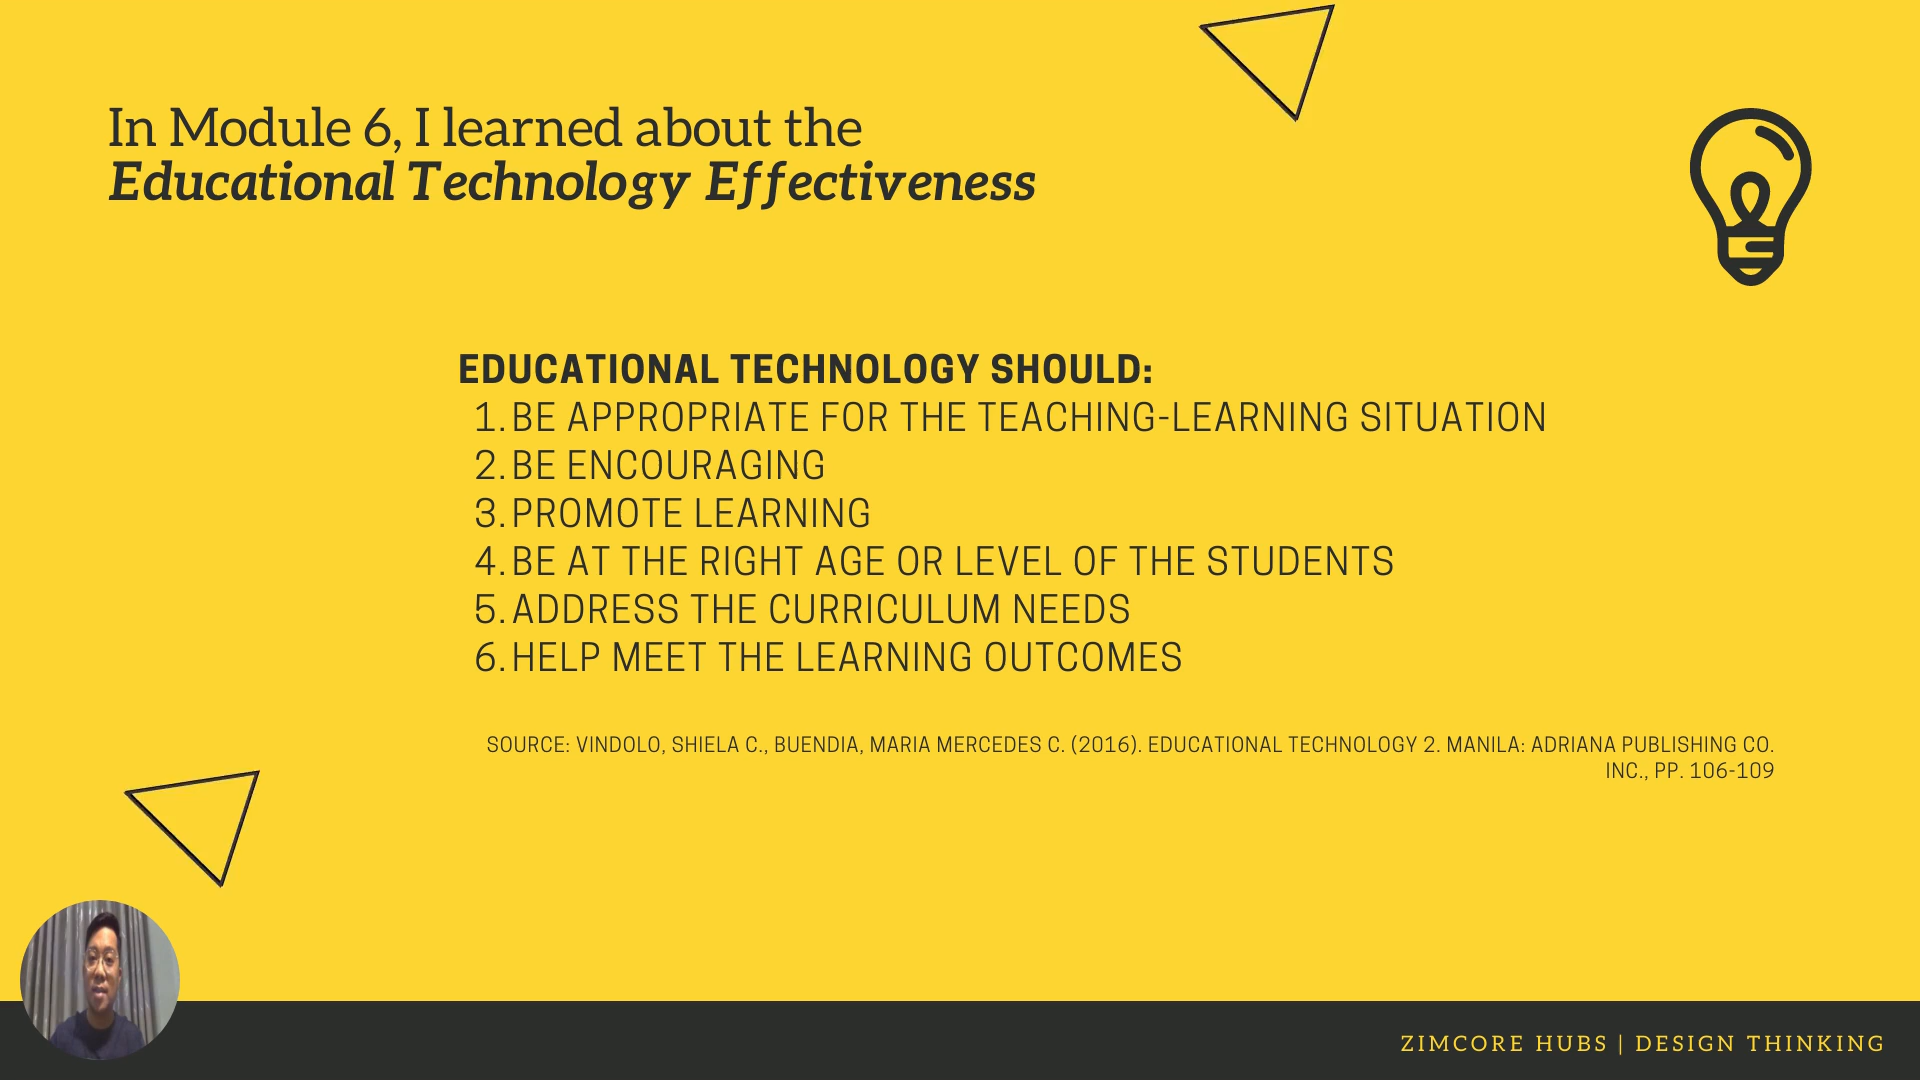 In Module 6, I learned about the
Educational Technology Effectiveness
EDUCATIONAL TECHNOLOGY SHOULD:
1. BE APPROPRIATE FOR THE TEACHING-LEARNING SITUATION
2. BE ENCOURAGING
3. PROMOTE LEARNING
4. BE AT THE RIGHT AGE OR LEVEL OF THE STUDENTS
5. ADDRESS THE CURRICULUM NEEDS
6. HELP MEET THE LEARNING OUTCOMES
SOURCE: VINDOLO, SHIELA C., BUENDIA, MARIA MERCEDES C. (2016). EDUCATIONAL TECHNOLOGY 2. MANILA: ADRIANA PUBLISHING CO.
INC., PP. 106-109
ZIMCORE HUBS | DESIGN THINKING